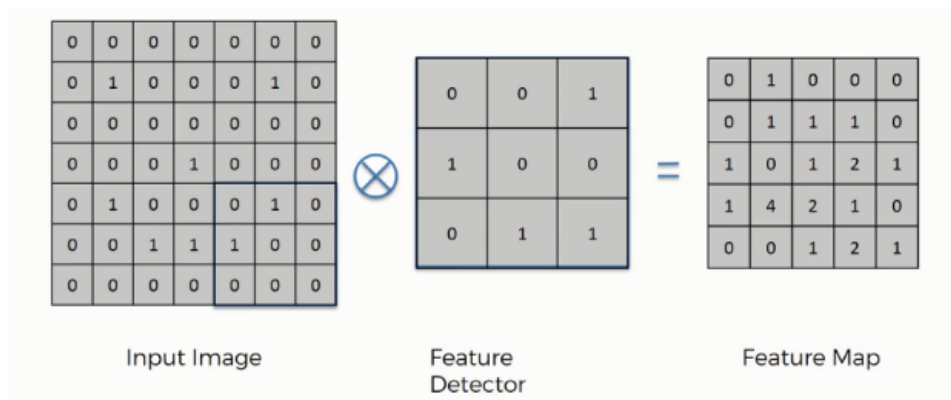 0 0 0 0 0 0 0
0 1 0 0 0 1 0
0 0 0 0 0 0 0
0 0 0 1 0 0 0
0 1 0 0 0 1 0
0 0 1 1 1 0 0
0 0 0 0 0 0 0
0 0 1
1 0 0
0 1 1
=
0 1 0 0 0
0 1 1 1 0
1 0 1 2 1
1 4 2 1 0
0 0 1 2 1
Input Image
Feature
Detector
Feature Map